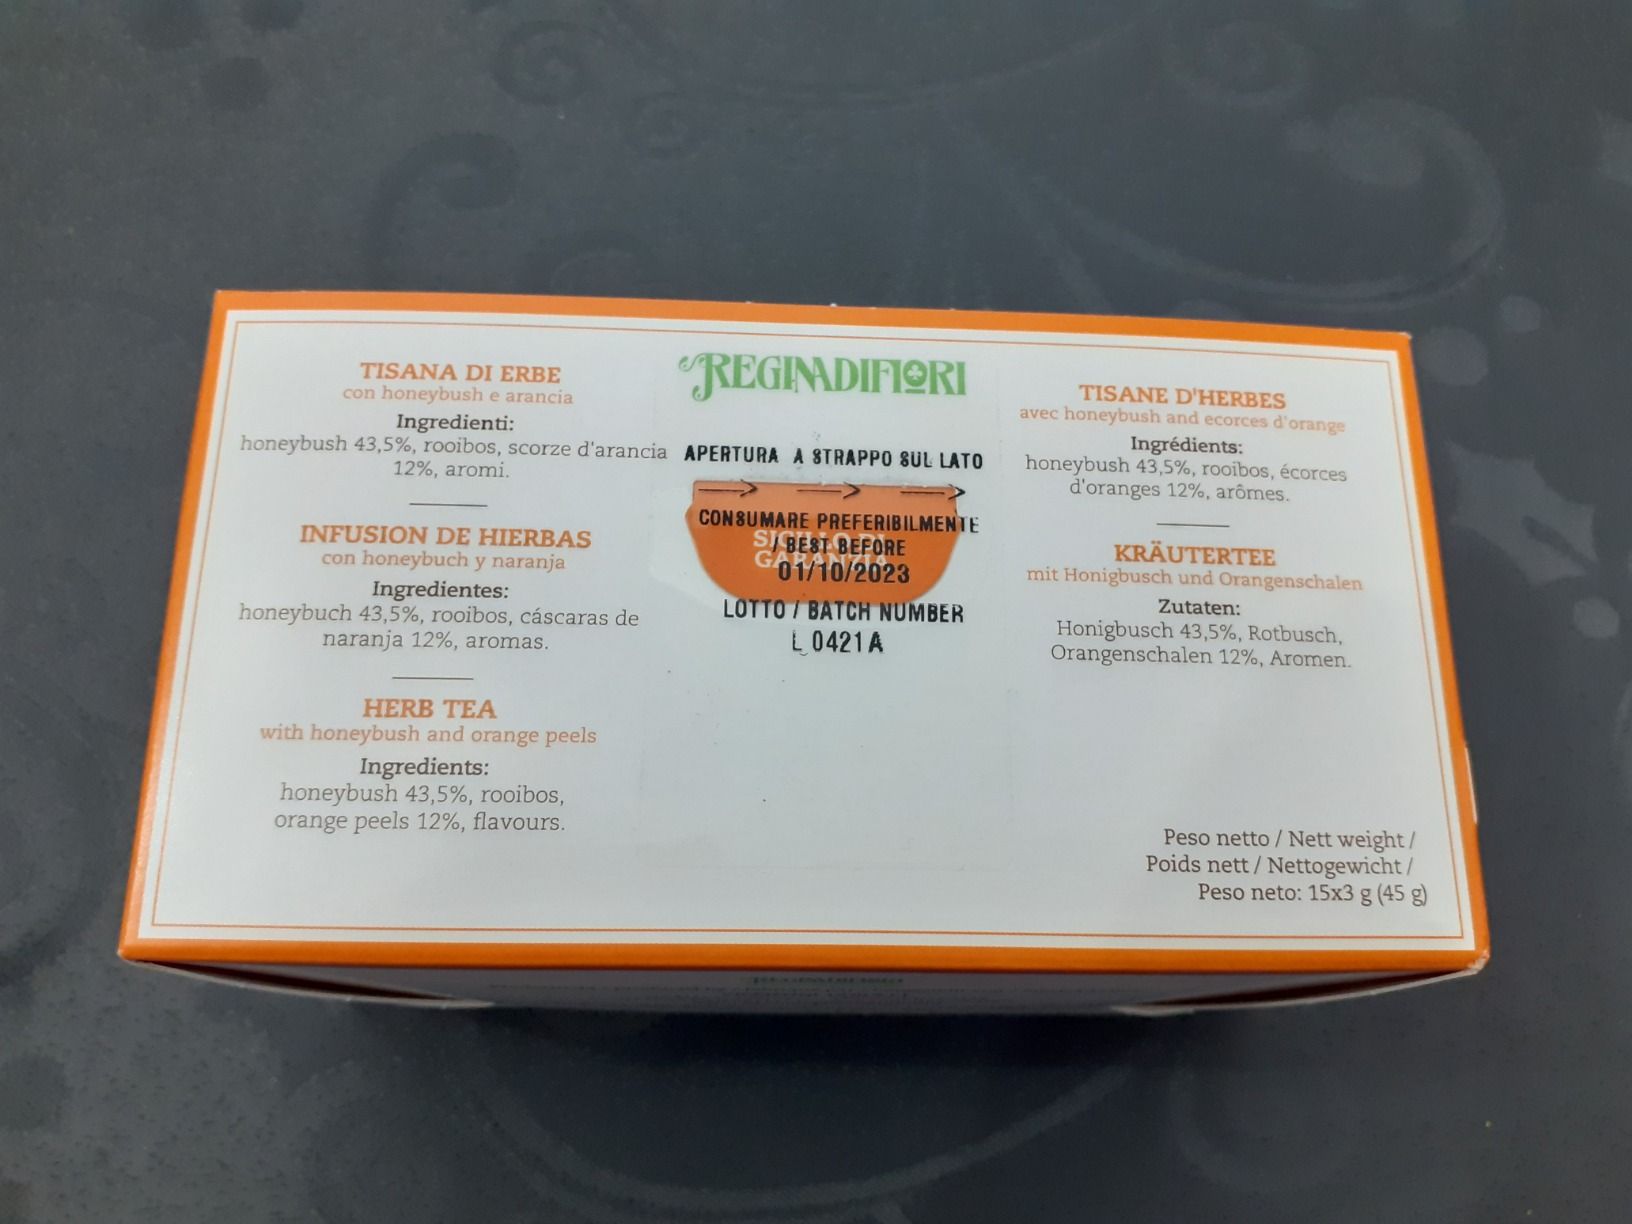 TISANA DI ERBE
con honeybush e arancia
Ingredienti:
honeybush 43,5%, rooibos, scorze d'arancia
12%, aromi.
INFUSION DE HIERBAS
con honeybuch y naranja
Ingredientes:
honeybuch 43,5%, rooibos, cáscaras de
naranja 12%, aromas.
HERB TEA
with honeybush and orange peels
Ingredients:
honeybush 43,5%, rooibos,
orange peels 12%, flavours.
REGINADIFIORI
APERTURA A STRAPPO SUL LATO
CONSUMARE PREFERIBILMENTE
/ BEST BEFORE
SIGILLO DI
GARANZIA
01/10/2023
LOTTO / BATCH NUMBER
L 0421A
TISANE D'HERBES
avec honeybush and ecorces d'orange
Ingrédients:
honeybush 43,5%, rooibos, écorces
d'oranges 12%, arômes.
KRÄUTERTEE
mit Honigbusch und Orangenschalen
Zutaten:
Honigbusch 43,5%, Rotbusch,
Orangenschalen 12%, Aromen.
Peso netto / Nett weight /
Poids nett / Nettogewicht /
Peso neto: 15x3 g (45 g)
REGINADIFIORI